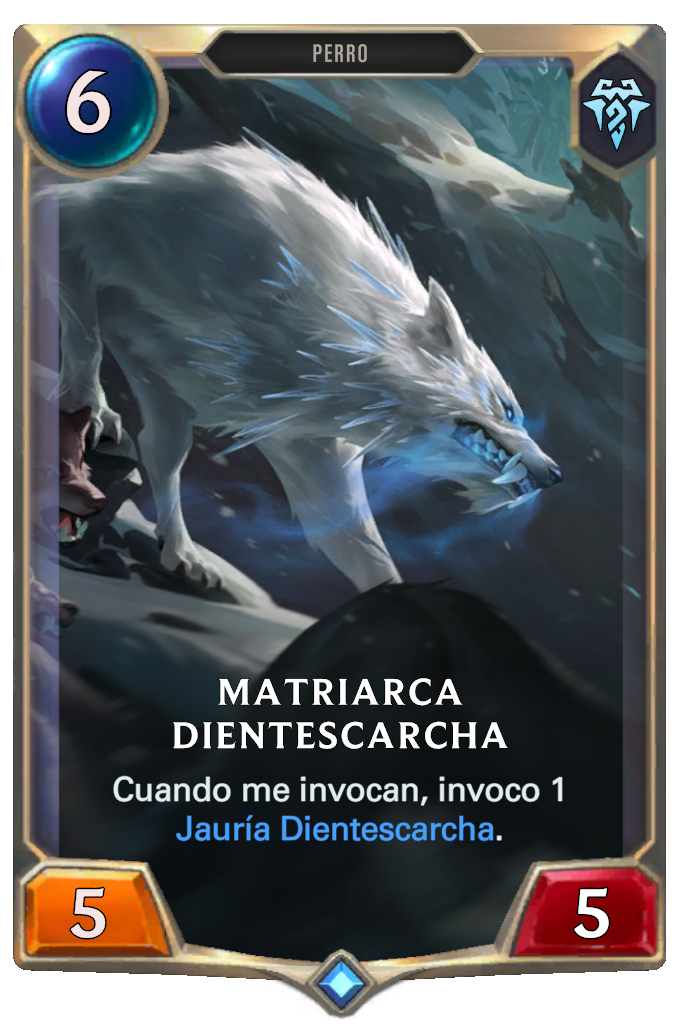 PERRO
6
MATRIARCA
DIENTESCARCHA
Cuando me invocan, invoco 1
Jauría Dientescarcha.
5
5